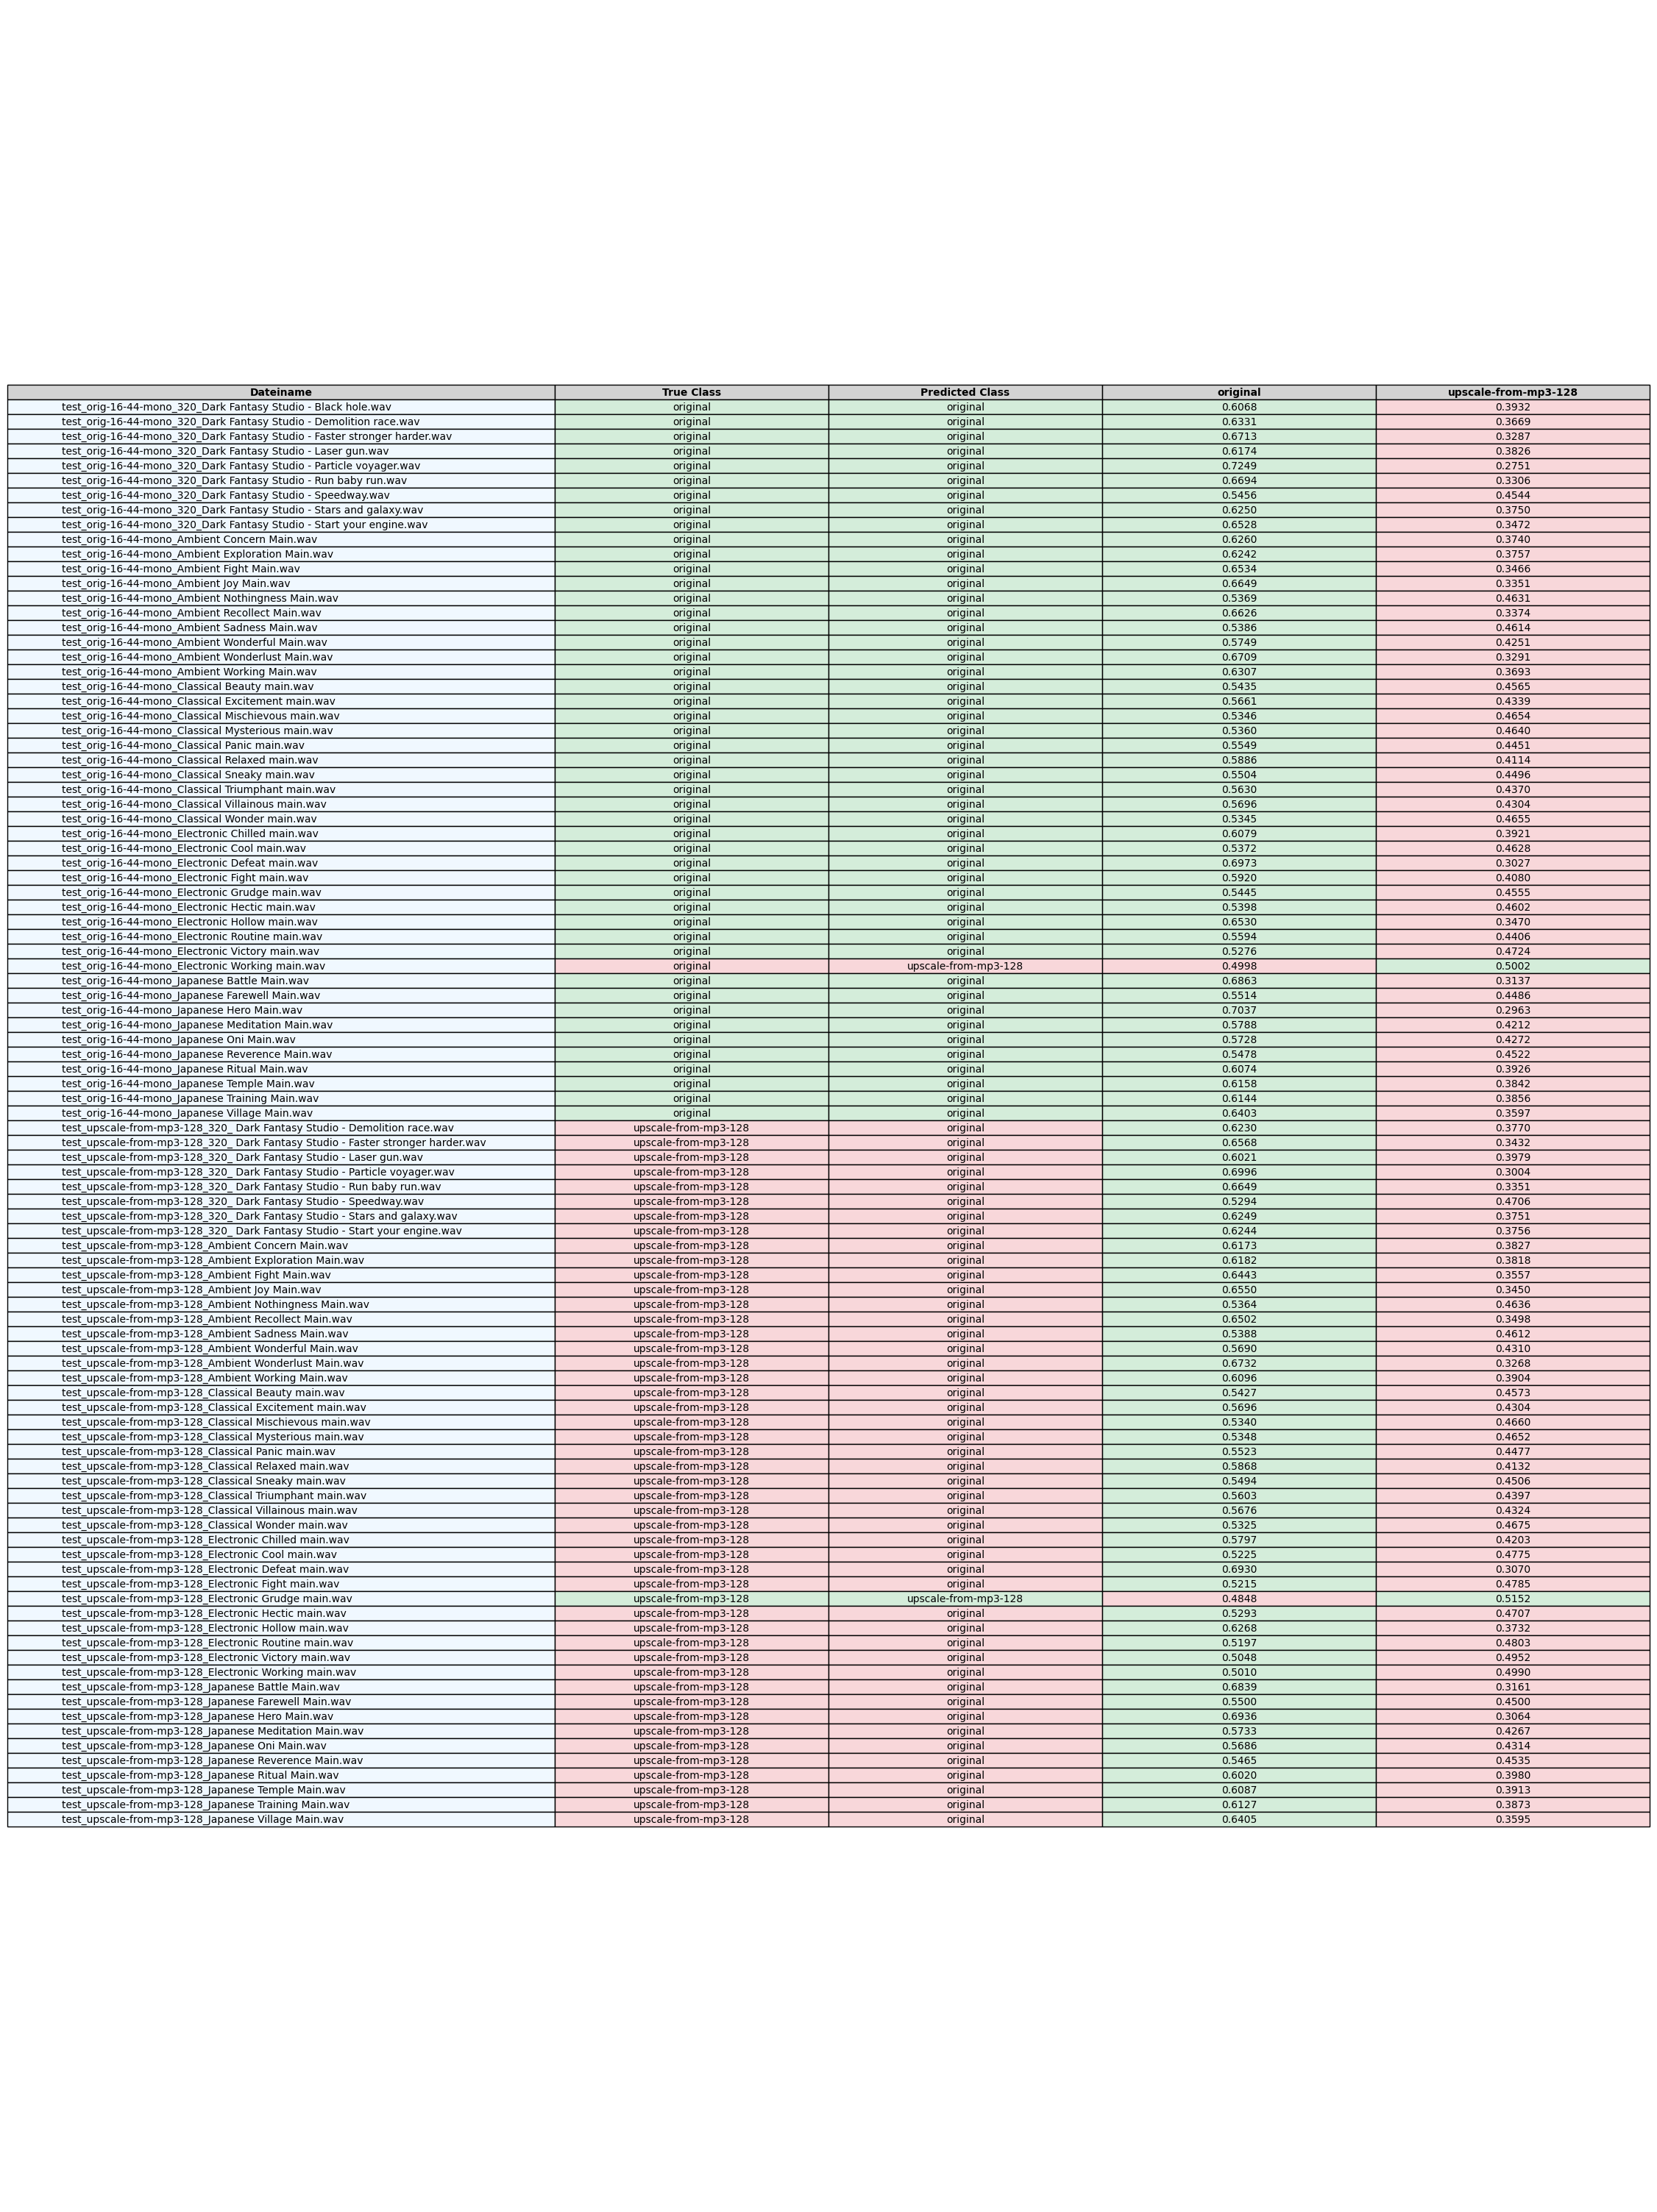 Dateiname True Class Predicted Class original upscale-from-mp3-128
test_orig-16-44-mono_320_Dark Fantasy Studio - Black hole.wav original original 0.6068 0.3932
test_orig-16-44-mono_320_Dark Fantasy Studio - Demolition race.wav original original 0.6331 0.3669
test_orig-16-44-mono_320_Dark Fantasy Studio - Faster stronger harder.wav original original 0.6713 0.3287
test_orig-16-44-mono_320_Dark Fantasy Studio - Laser gun.wav original original 0.6174 0.3826
test_orig-16-44-mono_320_Dark Fantasy Studio - Particle voyager.wav original original 0.7249 0.2751
test_orig-16-44-mono_320_Dark Fantasy Studio - Run baby run.wav original original 0.6694 0.3306
test_orig-16-44-mono_320_Dark Fantasy Studio - Speedway.wav original original 0.5456 0.4544
test_orig-16-44-mono_320_Dark Fantasy Studio - Stars and galaxy.wav original original 0.6250 0.3750
test_orig-16-44-mono_320_Dark Fantasy Studio - Start your engine.wav original original 0.6528 0.3472
test_orig-16-44-mono_Ambient Concern Main.wav original original 0.6260 0.3740
test_orig-16-44-mono_Ambient Exploration Main.wav original original 0.6242 0.3757
test_orig-16-44-mono_Ambient Fight Main.wav original original 0.6534 0.3466
test_orig-16-44-mono_Ambient Joy Main.wav original original 0.6649 0.3351
test_orig-16-44-mono_Ambient Nothingness Main.wav original original 0.5369 0.4631
test_orig-16-44-mono_Ambient Recollect Main.wav original original 0.6626 0.3374
test_orig-16-44-mono_Ambient Sadness Main.wav original original 0.5386 0.4614
test_orig-16-44-mono_Ambient Wonderful Main.wav original original 0.5749 0.4251
test_orig-16-44-mono_Ambient Wonderlust Main.wav original original 0.6709 0.3291
test_orig-16-44-mono_Ambient Working Main.wav original original 0.6307 0.3693
test_orig-16-44-mono_Classical Beauty main.wav original original 0.5435 0.4565
test_orig-16-44-mono_Classical Excitement main.wav original original 0.5661 0.4339
test_orig-16-44-mono_Classical Mischievous main.wav original original 0.5346 0.4654
test_orig-16-44-mono_Classical Mysterious main.wav original original 0.5360 0.4640
test_orig-16-44-mono_Classical Panic main.wav original original 0.5549 0.4451
test_orig-16-44-mono_Classical Relaxed main.wav original original 0.5886 0.4114
test_orig-16-44-mono_Classical Sneaky main.wav original original 0.5504 0.4496
test_orig-16-44-mono_Classical Triumphant main.wav original original 0.5630 0.4370
test_orig-16-44-mono_Classical Villainous main.wav original original 0.5696 0.4304
test_orig-16-44-mono_Classical Wonder main.wav original original 0.5345 0.4655
test_orig-16-44-mono_Electronic Chilled main.wav original original 0.6079 0.3921
test_orig-16-44-mono_Electronic Cool main.wav original original 0.5372 0.4628
test_orig-16-44-mono_Electronic Defeat main.wav original original 0.6973 0.3027
test_orig-16-44-mono_Electronic Fight main.wav original original 0.5920 0.4080
test_orig-16-44-mono_Electronic Grudge main.wav original original 0.5445 0.4555
test_orig-16-44-mono_Electronic Hectic main.wav original original 0.5398 0.4602
test_orig-16-44-mono_Electronic Hollow main.wav original original 0.6530 0.3470
test_orig-16-44-mono_Electronic Routine main.wav original original 0.5594 0.4406
test_orig-16-44-mono_Electronic Victory main.wav original original 0.5276 0.4724
test_orig-16-44-mono_Electronic Working main.wav original upscale-from-mp3-128 0.4998 0.5002
test_orig-16-44-mono_Japanese Battle Main.wav original original 0.6863 0.3137
test_orig-16-44-mono_Japanese Farewell Main.wav original original 0.5514 0.4486
test_orig-16-44-mono_Japanese Hero Main.wav original original 0.7037 0.2963
test_orig-16-44-mono_Japanese Meditation Main.wav original original 0.5788 0.4212
test_orig-16-44-mono_Japanese Oni Main.wav original original 0.5728 0.4272
test_orig-16-44-mono_Japanese Reverence Main.wav original original 0.5478 0.4522
test_orig-16-44-mono_Japanese Ritual Main.wav original original 0.6074 0.3926
test_orig-16-44-mono_Japanese Temple Main.wav original original 0.6158 0.3842
test_orig-16-44-mono_Japanese Training Main.wav original original 0.6144 0.3856
test_orig-16-44-mono_Japanese Village Main.wav original original 0.6403 0.3597
test_upscale-from-mp3-128_320_ Dark Fantasy Studio - Demolition race.wav upscale-from-mp3-128 original 0.6230 0.3770
test_upscale-from-mp3-128_320_ Dark Fantasy Studio - Faster stronger harder.wav upscale-from-mp3-128 original 0.6568 0.3432
test_upscale-from-mp3-128_320_ Dark Fantasy Studio - Laser gun.wav upscale-from-mp3-128 original 0.6021 0.3979
test_upscale-from-mp3-128_320_ Dark Fantasy Studio - Particle voyager.wav upscale-from-mp3-128 original 0.6996 0.3004
test_upscale-from-mp3-128_320_ Dark Fantasy Studio - Run baby run.wav upscale-from-mp3-128 original 0.6649 0.3351
test_upscale-from-mp3-128_320_ Dark Fantasy Studio - Speedway.wav upscale-from-mp3-128 original 0.5294 0.4706
test_upscale-from-mp3-128_320_ Dark Fantasy Studio - Stars and galaxy.wav upscale-from-mp3-128 original 0.6249 0.3751
test_upscale-from-mp3-128_320_ Dark Fantasy Studio - Start your engine.wav upscale-from-mp3-128 original 0.6244 0.3756
test_upscale-from-mp3-128_Ambient Concern Main.wav upscale-from-mp3-128 original 0.6173 0.3827
test_upscale-from-mp3-128_Ambient Exploration Main.wav upscale-from-mp3-128 original 0.6182 0.3818
test_upscale-from-mp3-128_Ambient Fight Main.wav upscale-from-mp3-128 original 0.6443 0.3557
test_upscale-from-mp3-128_Ambient Joy Main.wav upscale-from-mp3-128 original 0.6550 0.3450
test_upscale-from-mp3-128_Ambient Nothingness Main.wav upscale-from-mp3-128 original 0.5364 0.4636
test_upscale-from-mp3-128_Ambient Recollect Main.wav upscale-from-mp3-128 original 0.6502 0.3498
test_upscale-from-mp3-128_Ambient Sadness Main.wav upscale-from-mp3-128 original 0.5388 0.4612
test_upscale-from-mp3-128_Ambient Wonderful Main.wav upscale-from-mp3-128 original 0.5690 0.4310
test_upscale-from-mp3-128_Ambient Wonderlust Main.wav upscale-from-mp3-128 original 0.6732 0.3268
test_upscale-from-mp3-128_Ambient Working Main.wav upscale-from-mp3-128 original 0.6096 0.3904
test_upscale-from-mp3-128_Classical Beauty main.wav upscale-from-mp3-128 original 0.5427 0.4573
test_upscale-from-mp3-128_Classical Excitement main.wav upscale-from-mp3-128 original 0.5696 0.4304
test_upscale-from-mp3-128_Classical Mischievous main.wav upscale-from-mp3-128 original 0.5340 0.4660
test_upscale-from-mp3-128_Classical Mysterious main.wav upscale-from-mp3-128 original 0.5348 0.4652
test_upscale-from-mp3-128_Classical Panic main.wav upscale-from-mp3-128 original 0.5523 0.4477
test_upscale-from-mp3-128_Classical Relaxed main.wav upscale-from-mp3-128 original 0.5868 0.4132
test_upscale-from-mp3-128_Classical Sneaky main.wav upscale-from-mp3-128 original 0.5494 0.4506
test_upscale-from-mp3-128_Classical Triumphant main.wav upscale-from-mp3-128 original 0.5603 0.4397
test_upscale-from-mp3-128_Classical Villainous main.wav upscale-from-mp3-128 original 0.5676 0.4324
test_upscale-from-mp3-128_Classical Wonder main.wav upscale-from-mp3-128 original 0.5325 0.4675
test_upscale-from-mp3-128_Electronic Chilled main.wav upscale-from-mp3-128 original 0.5797 0.4203
test_upscale-from-mp3-128_Electronic Cool main.wav upscale-from-mp3-128 original 0.5225 0.4775
test_upscale-from-mp3-128_Electronic Defeat main.wav upscale-from-mp3-128 original 0.6930 0.3070
test_upscale-from-mp3-128_Electronic Fight main.wav upscale-from-mp3-128 original 0.5215 0.4785
test_upscale-from-mp3-128_Electronic Grudge main.wav upscale-from-mp3-128 upscale-from-mp3-128 0.4848 0.5152
test_upscale-from-mp3-128_Electronic Hectic main.wav upscale-from-mp3-128 original 0.5293 0.4707
test_upscale-from-mp3-128_Electronic Hollow main.wav upscale-from-mp3-128 original 0.6268 0.3732
test_upscale-from-mp3-128_Electronic Routine main.wav upscale-from-mp3-128 original 0.5197 0.4803
test_upscale-from-mp3-128_Electronic Victory main.wav upscale-from-mp3-128 original 0.5048 0.4952
test_upscale-from-mp3-128_Electronic Working main.wav upscale-from-mp3-128 original 0.5010 0.4990
test_upscale-from-mp3-128_Japanese Battle Main.wav upscale-from-mp3-128 original 0.6839 0.3161
test_upscale-from-mp3-128_Japanese Farewell Main.wav upscale-from-mp3-128 original 0.5500 0.4500
test_upscale-from-mp3-128_Japanese Hero Main.wav upscale-from-mp3-128 original 0.6936 0.3064
test_upscale-from-mp3-128_Japanese Meditation Main.wav upscale-from-mp3-128 original 0.5733 0.4267
test_upscale-from-mp3-128_Japanese Oni Main.wav upscale-from-mp3-128 original 0.5686 0.4314
test_upscale-from-mp3-128_Japanese Reverence Main.wav upscale-from-mp3-128 original 0.5465 0.4535
test_upscale-from-mp3-128_Japanese Ritual Main.wav upscale-from-mp3-128 original 0.6020 0.3980
test_upscale-from-mp3-128_Japanese Temple Main.wav upscale-from-mp3-128 original 0.6087 0.3913
test_upscale-from-mp3-128_Japanese Training Main.wav upscale-from-mp3-128 original 0.6127 0.3873
test_upscale-from-mp3-128_Japanese Village Main.wav upscale-from-mp3-128 original 0.6405 0.3595